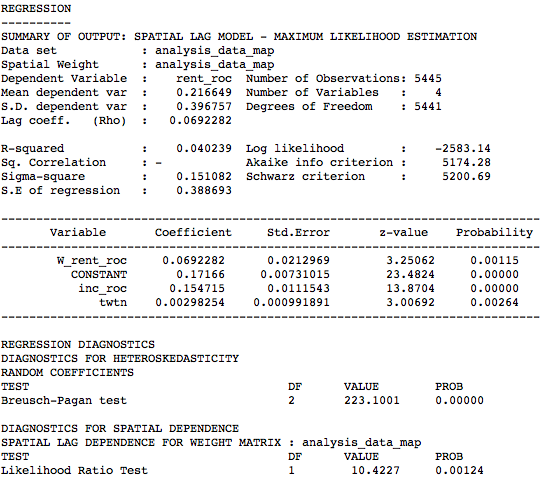 REGRESSION
----------
SUMMARY OF OUTPUT: SPATIAL LAG MODEL - MAXIMUM LIKELIHOOD ESTIMATION
Data set : analysis_data_map
Spatial Weight : analysis_data_map
Dependent Variable : rent_roc Number of Observations: 5445
Mean dependent var : 0.216649 Number of Variables : 4
S.D. dependent var : 0.396757 Degrees of Freedom : 5441
Lag coeff. (Rho) : 0.0692282
R-squared : 0.040239 Log likelihood : -2583.14
Sq. Correlation : - Akaike info criterion : 5174.28
Sigma-square : 0.151082 Schwarz criterion : 5200.69
S.E of regression : 0.388693
Variable Coefficient Std.Error z-value Probability
W_rent_roc 0.0692282 0.0212969 3.25062 0.00115
CONSTANT 0.17166 0.00731015 23.4824 0.00000
inc_roc 0.154715 0.0111543 13.8704 0.00000
twtn 0.00298254 0.000991891 3.00692 0.00264
REGRESSION DIAGNOSTICS
DIAGNOSTICS FOR HETEROSKEDASTICITY
RANDOM COEFFICIENTS
TEST DF VALUE PROB
Breusch-Pagan test 2 223.1001 0.00000
DIAGNOSTICS FOR SPATIAL DEPENDENCE
SPATIAL LAG DEPENDENCE FOR WEIGHT MATRIX : analysis_data_map
TEST DF VALUE PROB
Likelihood Ratio Test 1 10.4227 0.00124